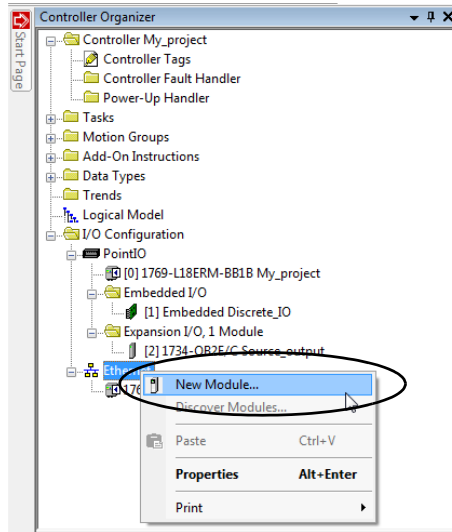 Controller Organizer
Start Page
Controller My_project
Controller Tags
Controller Fault Handler
Power-Up Handler
Tasks
Motion Groups
Add-On Instructions
Data Types
Trends
Logical Model
I/O Configuration
PointIO
[0] 1769-L18ERM-BB1B My_project
Embedded I/O
[1] Embedded Discrete_IO
Expansion I/O, 1 Module
[2] 1734-OB2E/C Source_output
New Module...
Discover Modules...
Paste Ctrl+V
Properties Alt+Enter
Print